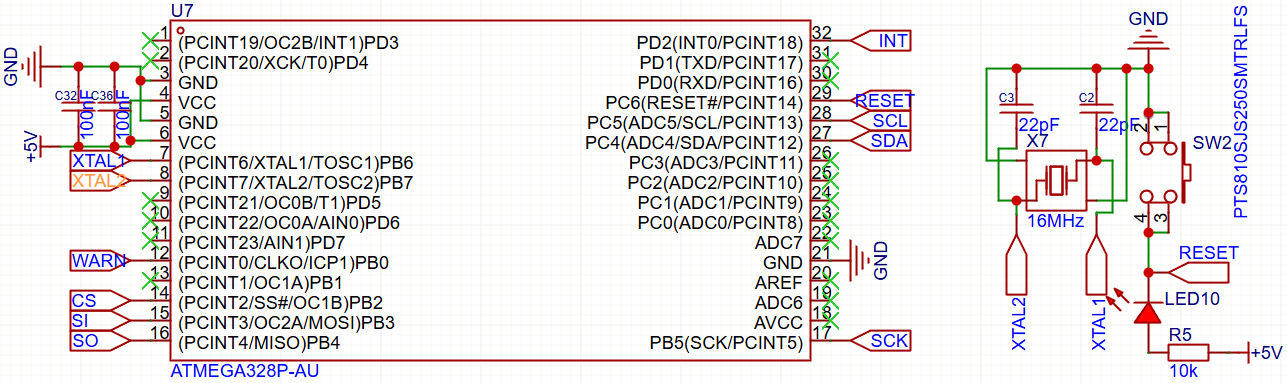 U7
1
(PCINT19/OC2B/INT1)PD3
2
(PCINT20/XCK/T0)PD4
3
GND
4
VCC
5
GND
6
VCC
7
(PCINT6/XTAL1/TOSC1)PB6
8
(PCINT7/XTAL2/TOSC2)PB7
9
(PCINT21/OC0B/T1)PD5
10
(PCINT22/OC0A/AIN0)PD6
11
(PCINT23/AIN1)PD7
12
(PCINT0/CLKO/ICP1)PB0
13
(PCINT1/OC1A)PB1
14
(PCINT2/SS#/OC1B)PB2
15
(PCINT3/OC2A/MOSI)PB3
16
(PCINT4/MISO)PB4
ATMEGA328P-AU
GND
C32
100nF
C36
100nF
+5V
XTAL1
XTAL2
WARN
CS
SI
SO
32
PD2(INT0/PCINT18)
INT
31
PD1(TXD/PCINT17)
30
PD0(RXD/PCINT16)
29
PC6(RESET#/PCINT14)
RESET
28
PC5(ADC5/SCL/PCINT13)
SCL
27
PC4(ADC4/SDA/PCINT12)
SDA
26
PC3(ADC3/PCINT11)
25
PC2(ADC2/PCINT10)
24
PC1(ADC1/PCINT9)
23
PC0(ADC0/PCINT8)
22
ADC7
21
GND
GND
20
AREF
19
ADC6
18
AVCC
17
PB5(SCK/PCINT5)
SCK
GND
C3
22pF
C2
22pF
X7
16MHz
XTAL2
XTAL1
2
1
SW2
PTS810SJS250SMTRLFS
4
3
RESET
LED10
R5
10k
+5V